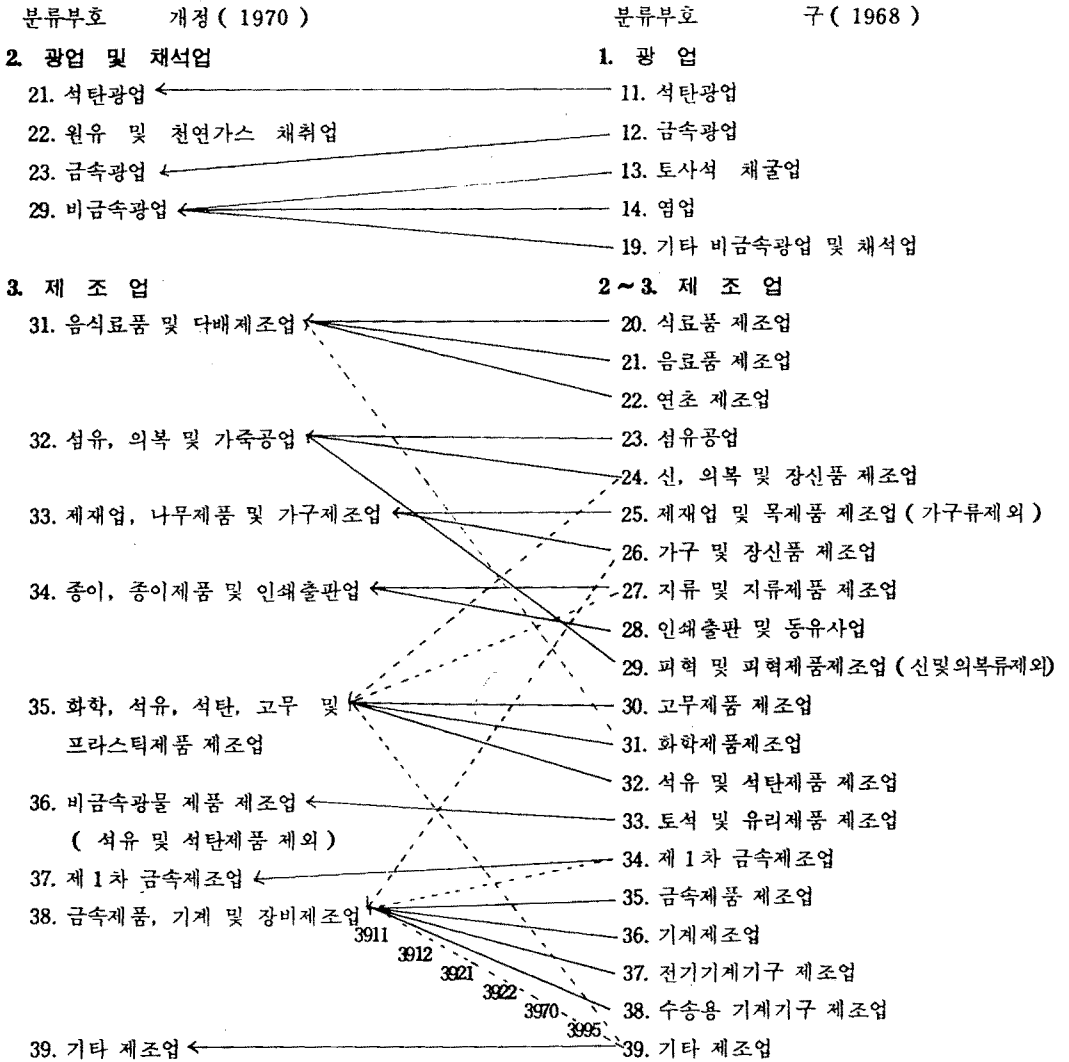 분류부호 개정 ( 1970 ) 분류부호 구 ( 1968 )
2. 광업 및 채석업 1. 광 업
21. 석탄광업 11. 석탄광업
22. 원유 및 천연가스 채취업 12. 금속광업
23. 금속광업 13. 토사석 채굴업
29. 비금속광업 14. 염업
19. 기타 비금속광업 및 채석업
3. 제 조 업 2 ~ 3. 제 조 업
31. 음식료품 및 담배제조업 20. 식료품 제조업
21. 음료품 제조업
22. 연초 제조업
32. 섬유, 의복 및 가죽공업 23. 섬유공업
24. 신, 의복 및 장신품 제조업
33. 제재업, 나무제품 및 가구제조업 25. 제재업 및 목제품 제조업 ( 가구류제외 )
26. 가구 및 장신품 제조업
34. 종이, 종이제품 및 인쇄출판업 27. 지류 및 지류제품 제조업
28. 인쇄출판 및 동유사업
29. 피혁 및 피혁제품제조업 ( 신및의복류제외)
35. 화학, 석유, 석탄, 고무 및 30. 고무제품 제조업
프라스틱제품 제조업 31. 화학제품제조업
32. 석유 및 석탄제품 제조업
36. 비금속광물 제품 제조업 33. 토석 및 유리제품 제조업
( 석유 및 석탄제품 제외 ) 34. 제 1 차 금속제조업
37. 제 1 차 금속제조업 35. 금속제품 제조업
38. 금속제품, 기계 및 장비제조업 36. 기계제조업
3911
3912
3921 37. 전기기계기구 제조업
3922
3970 38. 수송용 기계기구 제조업
3995
39. 기타 제조업 39. 기타 제조업